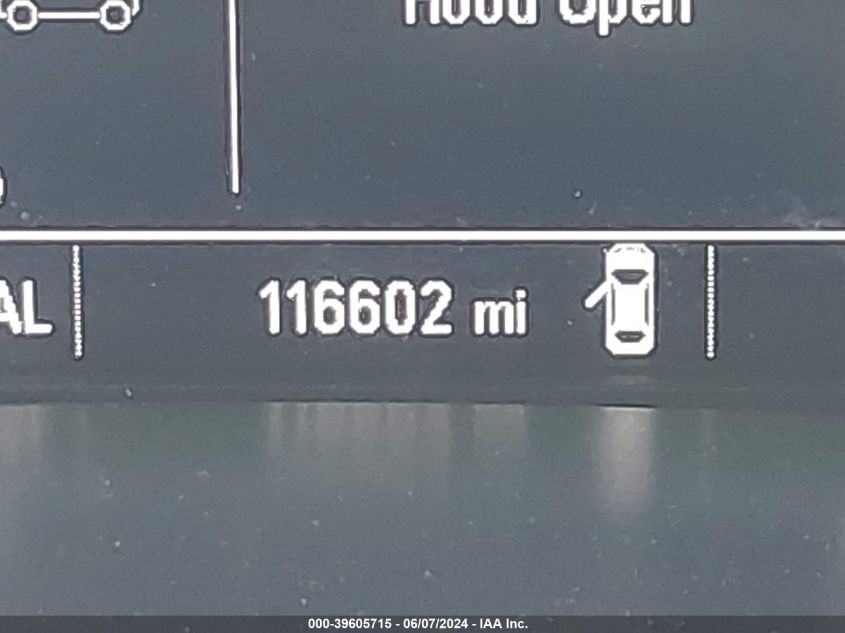 Hood Open
AL
116602 mi
000-39605715 - 06/07/2024 - IAA Inc.